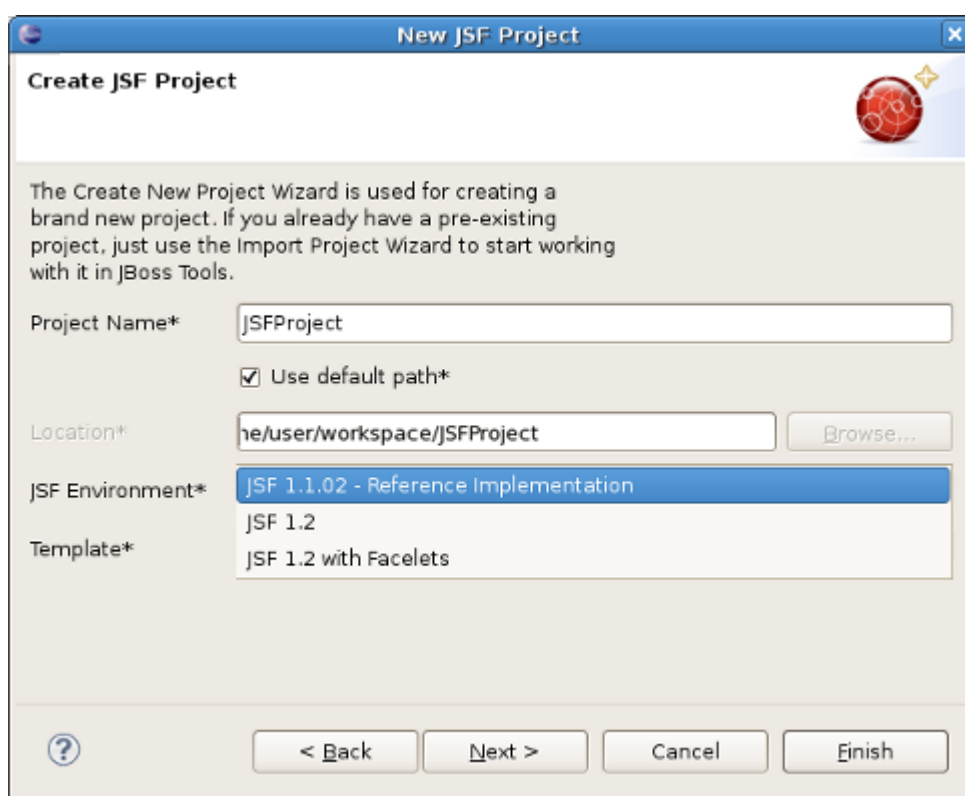 New JSF Project
Create JSF Project
The Create New Project Wizard is used for creating a
brand new project. If you already have a pre-existing
project, just use the Import Project Wizard to start working
with it in JBoss Tools.
Project Name* JSFProject
Use default path*
Location* ne/user/workspace/JSFProject Browse...
JSF Environment* JSF 1.1.02 - Reference Implementation
JSF 1.2
Template* JSF 1.2 with Facelets
? < Back Next > Cancel Finish